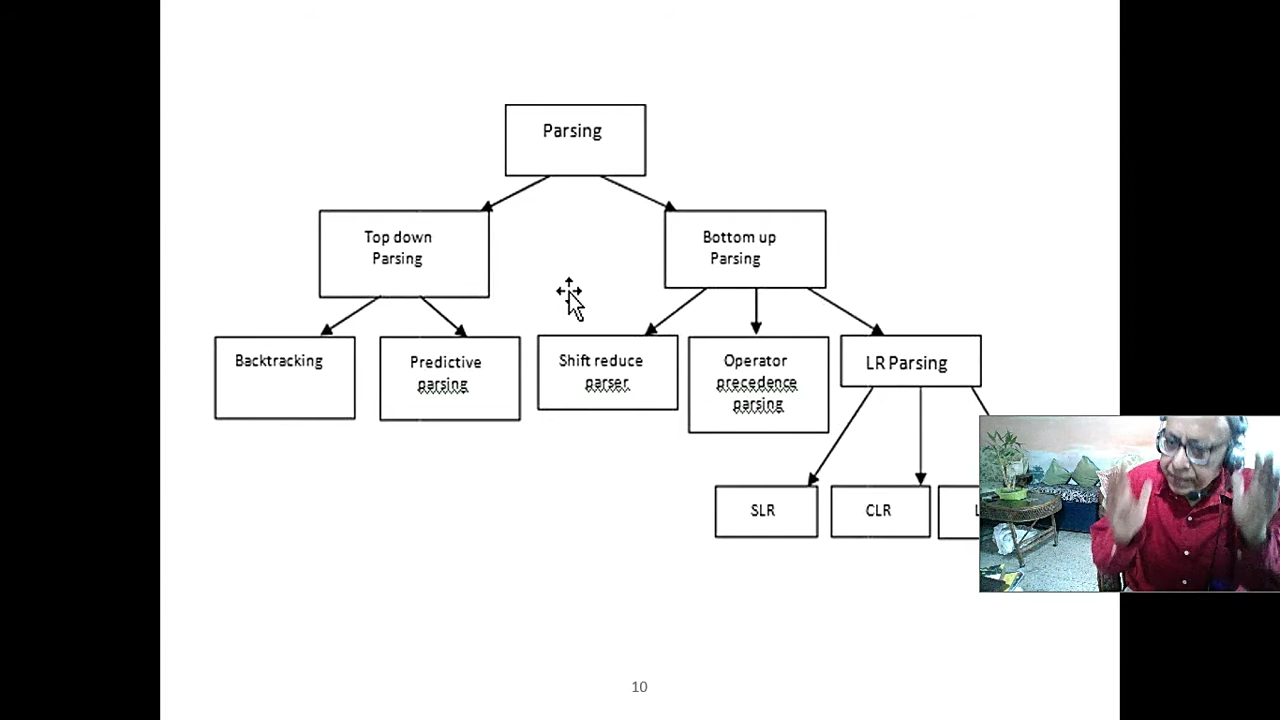 Parsing
Top down
Parsing
Bottom up
Parsing
Backtracking
Predictive
parsing
Shift reduce
parser
Operator
precedence
parsing
LR Parsing
SLR
CLR
10